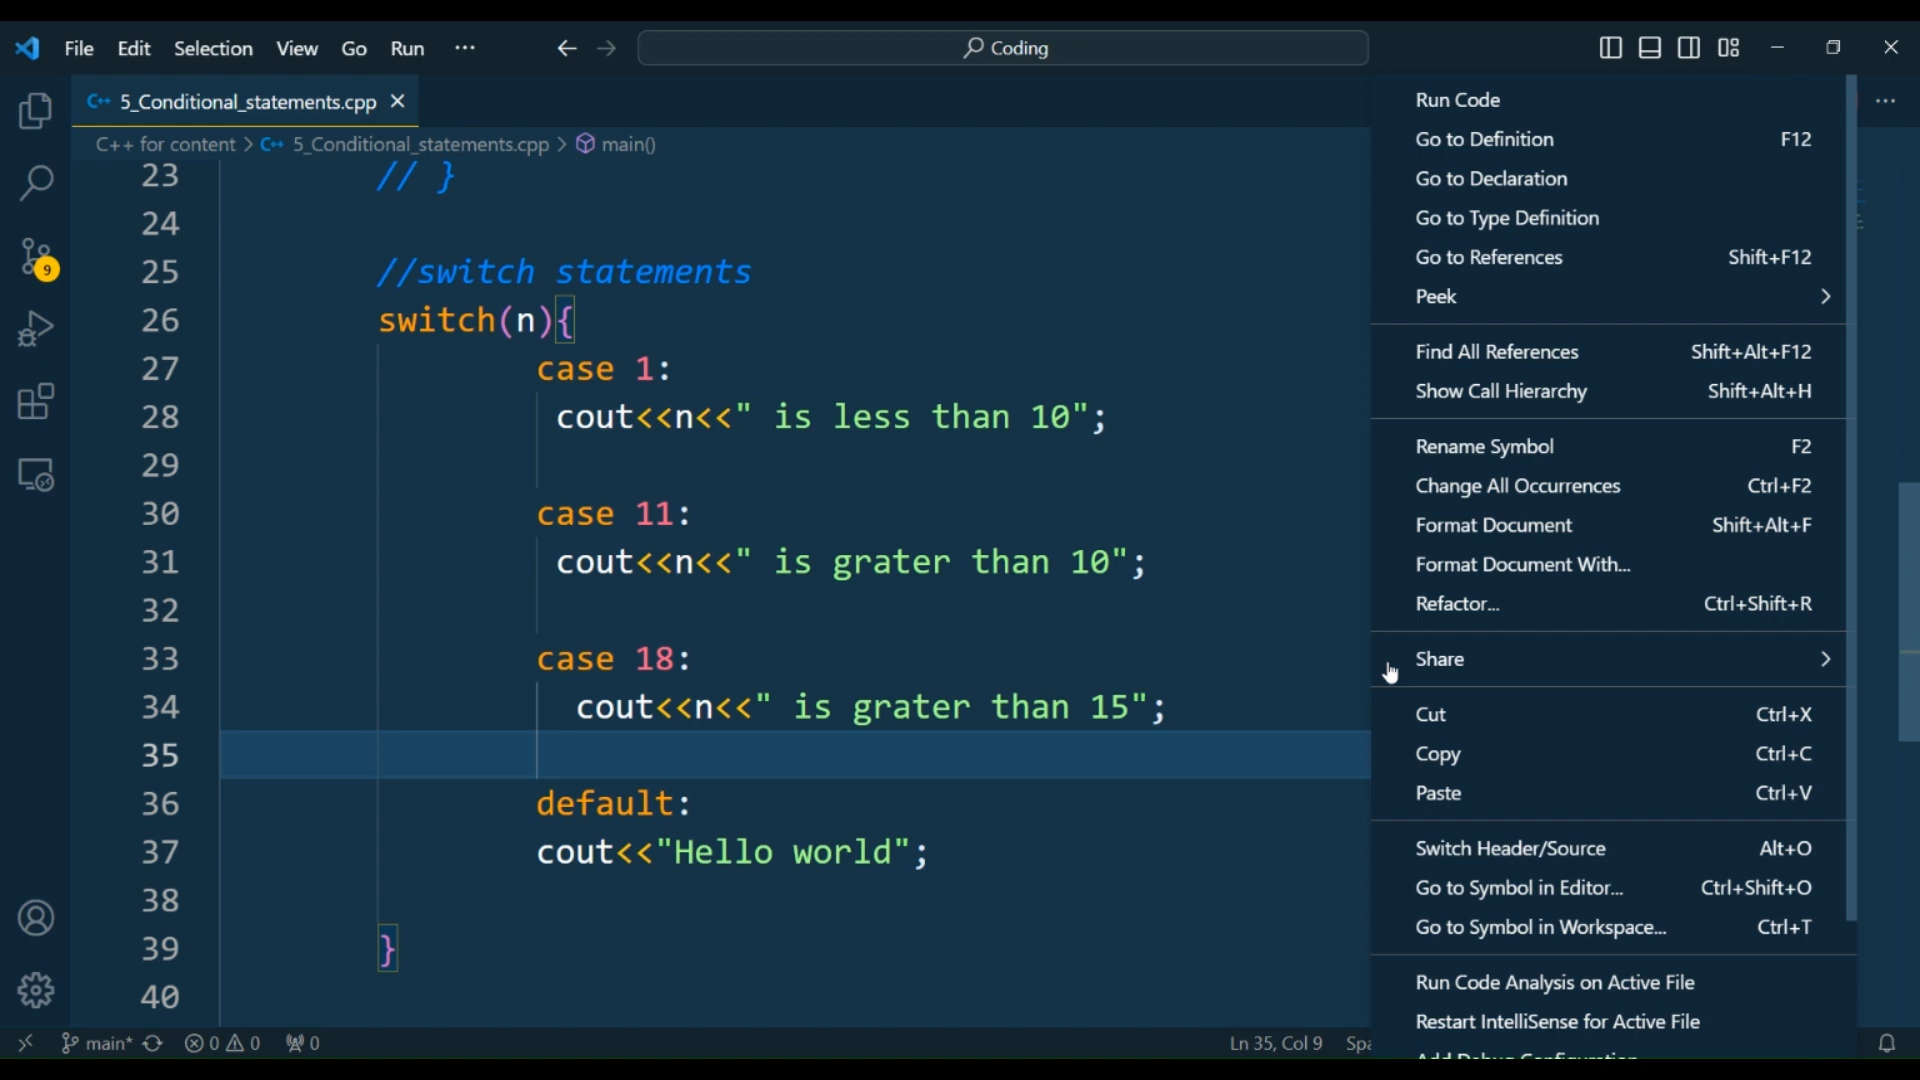 File Edit Selection View Go Run ··· Coding
5_Conditional_statements.cpp
C++ for content > 5_Conditional_statements.cpp > main()
23 // }
24
25 //switch statements
26 switch(n){
27 case 1:
28 cout<<n<<" is less than 10";
29
30 case 11:
31 cout<<n<<" is grater than 10";
32
33 case 18:
34 cout<<n<<" is grater than 15";
35
36 default:
37 cout<<"Hello world";
38
39 }
40
9
Run Code
Go to Definition F12
Go to Declaration
Go to Type Definition
Go to References Shift+F12
Peek
Find All References Shift+Alt+F12
Show Call Hierarchy Shift+Alt+H
Rename Symbol F2
Change All Occurrences Ctrl+F2
Format Document Shift+Alt+F
Format Document With...
Refactor... Ctrl+Shift+R
Share
Cut Ctrl+X
Copy Ctrl+C
Paste Ctrl+V
Switch Header/Source Alt+O
Go to Symbol in Editor... Ctrl+Shift+O
Go to Symbol in Workspace... Ctrl+T
Run Code Analysis on Active File
Restart IntelliSense for Active File
Add Debug Configuration
main* 0 0 0 Ln 35, Col 9 Spa